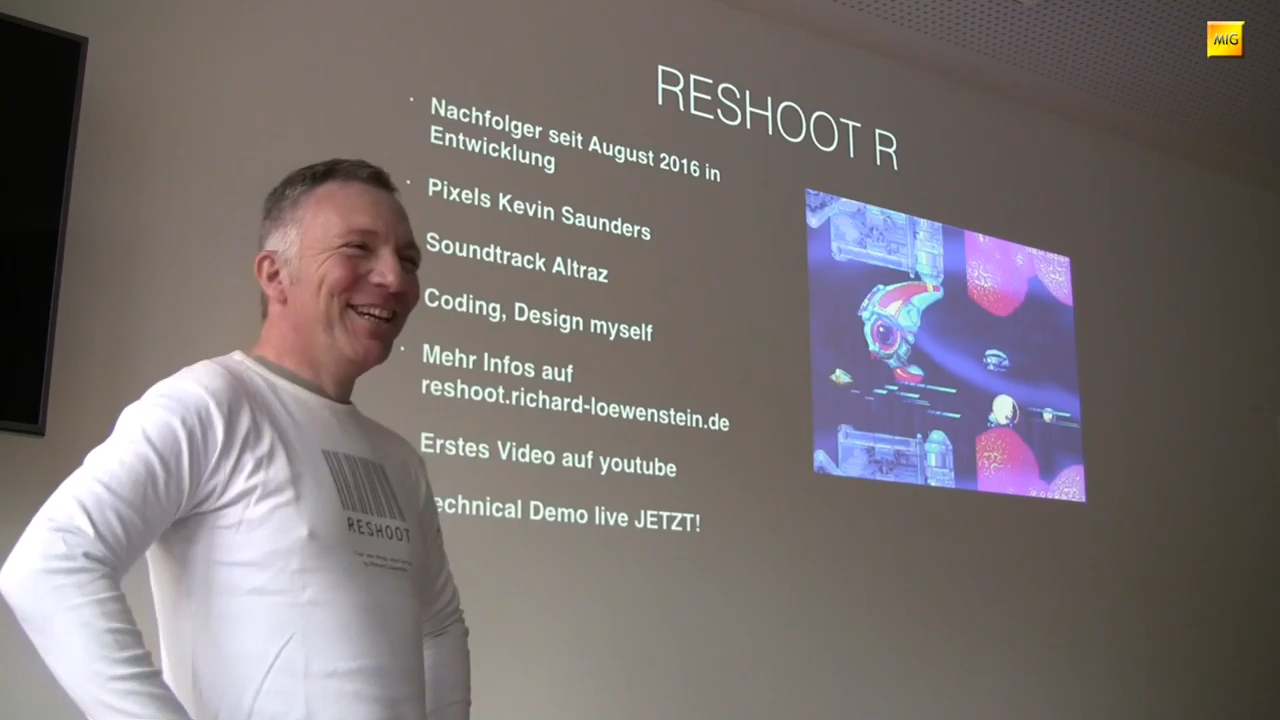 MIG
RESHOOT R
Nachfolger seit August 2016 in
Entwicklung
Pixels Kevin Saunders
Soundtrack Altraz
Coding, Design myself
Mehr Infos auf
reshoot.richard-loewenstein.de
Erstes Video auf youtube
echnical Demo live JETZT!
RESHOOT